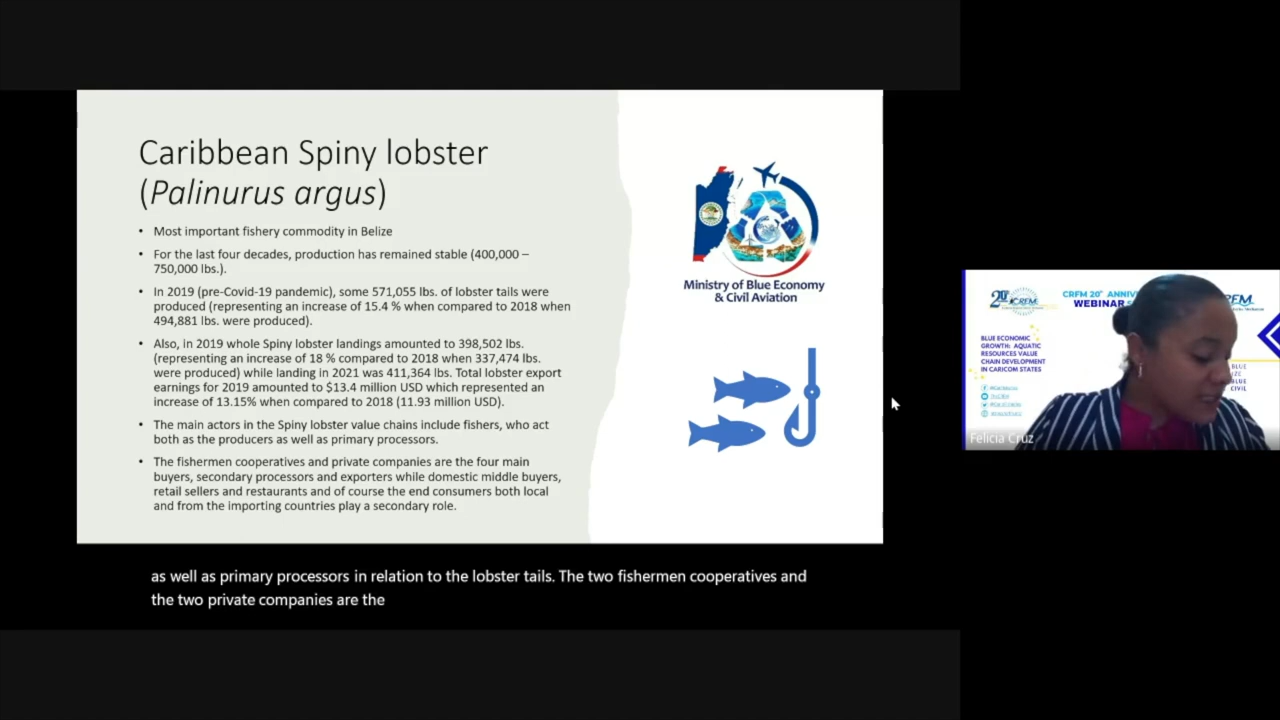 Caribbean Spiny lobster
(Palinurus argus)
• Most important fishery commodity in Belize
• For the last four decades, production has remained stable (400,000 –
750,000 lbs.).
• In 2019 (pre-Covid-19 pandemic), some 571,055 lbs. of lobster tails were
produced (representing an increase of 15.4 % when compared to 2018 when
494,881 lbs. were produced).
• Also, in 2019 whole Spiny lobster landings amounted to 398,502 lbs.
(representing an increase of 18 % compared to 2018 when 337,474 lbs.
were produced) while landing in 2021 was 411,364 lbs. Total lobster export
earnings for 2019 amounted to $13.4 million USD which represented an
increase of 13.15% when compared to 2018 (11.93 million USD).
• The main actors in the Spiny lobster value chains include fishers, who act
both as the producers as well as primary processors.
• The fishermen cooperatives and private companies are the four main
buyers, secondary processors and exporters while domestic middle buyers,
retail sellers and restaurants and of course the end consumers both local
and from the importing countries play a secondary role.
Ministry of Blue Economy
& Civil Aviation
as well as primary processors in relation to the lobster tails. The two fishermen cooperatives and
the two private companies are the
CRFM 20
WEBINAR
BLUE ECONOMIC
GROWTH: AQUATIC
RESOURCES VALUE
CHAIN DEVELOPMENT
IN CARICOM STATES
BLUE
BLUE
CIVIL
Felicia Cruz